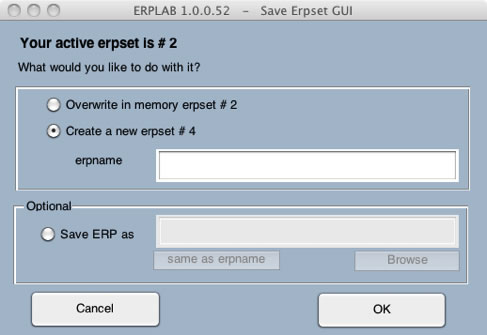 ERPLAB 1.0.0.52 - Save Erpset GUI
Your active erpset is # 2
What would you like to do with it?
Overwrite in memory erpset # 2
Create a new erpset # 4
erpname
Optional
Save ERP as
same as erpname
Browse
Cancel
OK